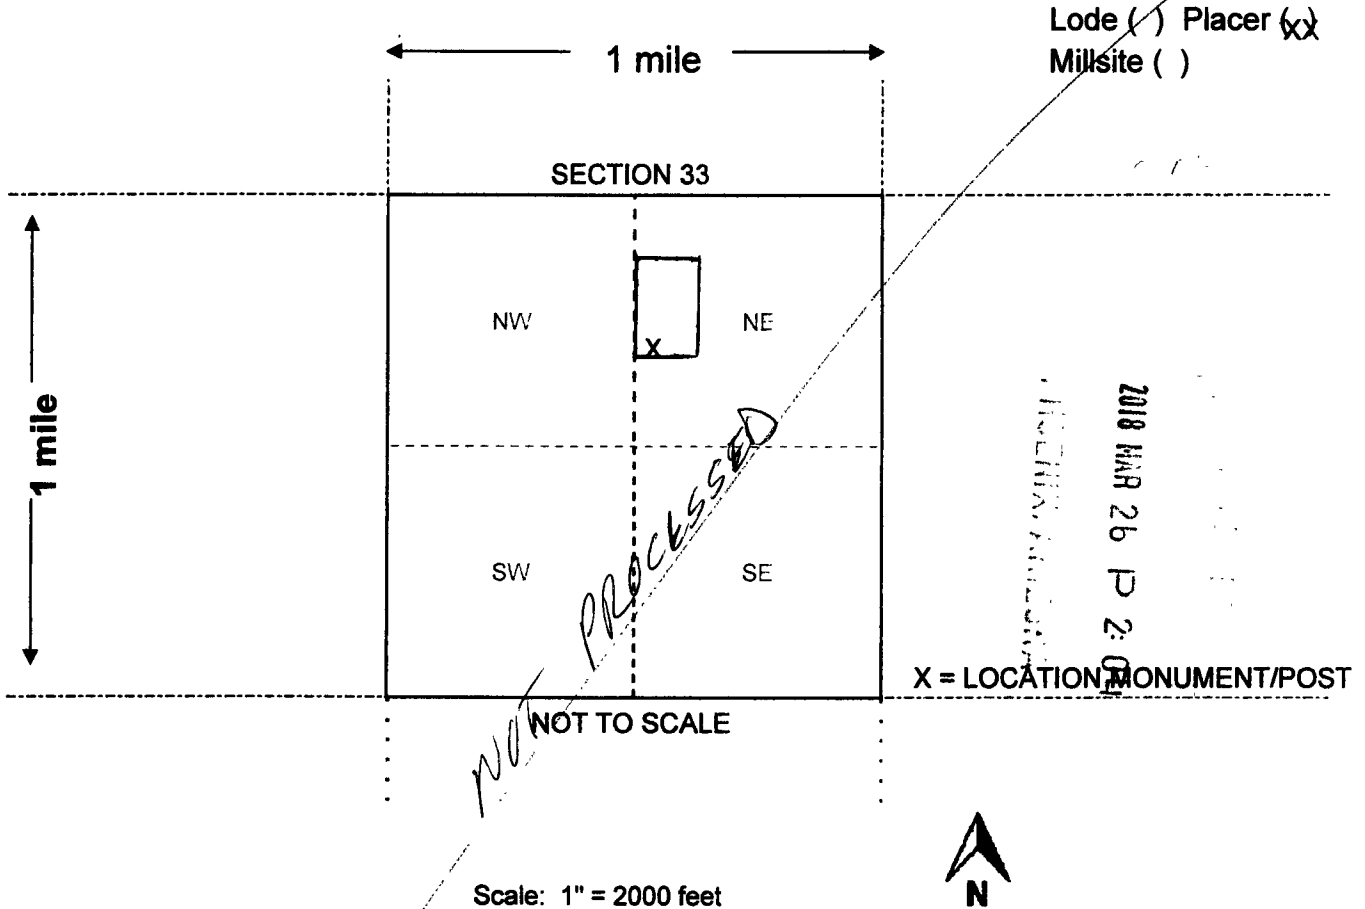 Lode ( ) Placer (XX)
Millsite ( )
1 mile
SECTION 33
NW
NE
X
1 mile
SW
SE
NOT PROCESSED
2018 MAR 26 P 2:
X = LOCATION MONUMENT/POST
NOT TO SCALE
Scale: 1" = 2000 feet
N